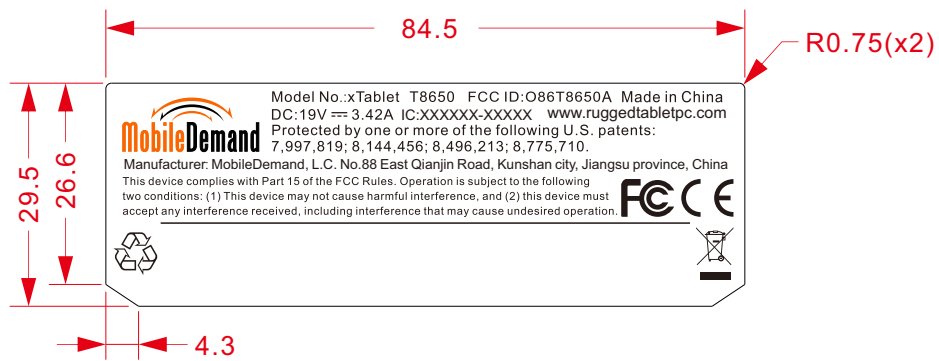 84.5
R0.75(x2)
29.5
26.6
MobileDemand
Model No.:xTablet T8650 FCC ID:O86T8650A Made in China
DC:19V ⎓ 3.42A IC:XXXXXX-XXXXX www.ruggedtabletpc.com
Protected by one or more of the following U.S. patents:
7,997,819; 8,144,456; 8,496,213; 8,775,710.
Manufacturer: MobileDemand, L.C. No.88 East Qianjin Road, Kunshan city, Jiangsu province, China
This device complies with Part 15 of the FCC Rules. Operation is subject to the following
two conditions: (1) This device may not cause harmful interference, and (2) this device must
accept any interference received, including interference that may cause undesired operation.
FC CE
4.3